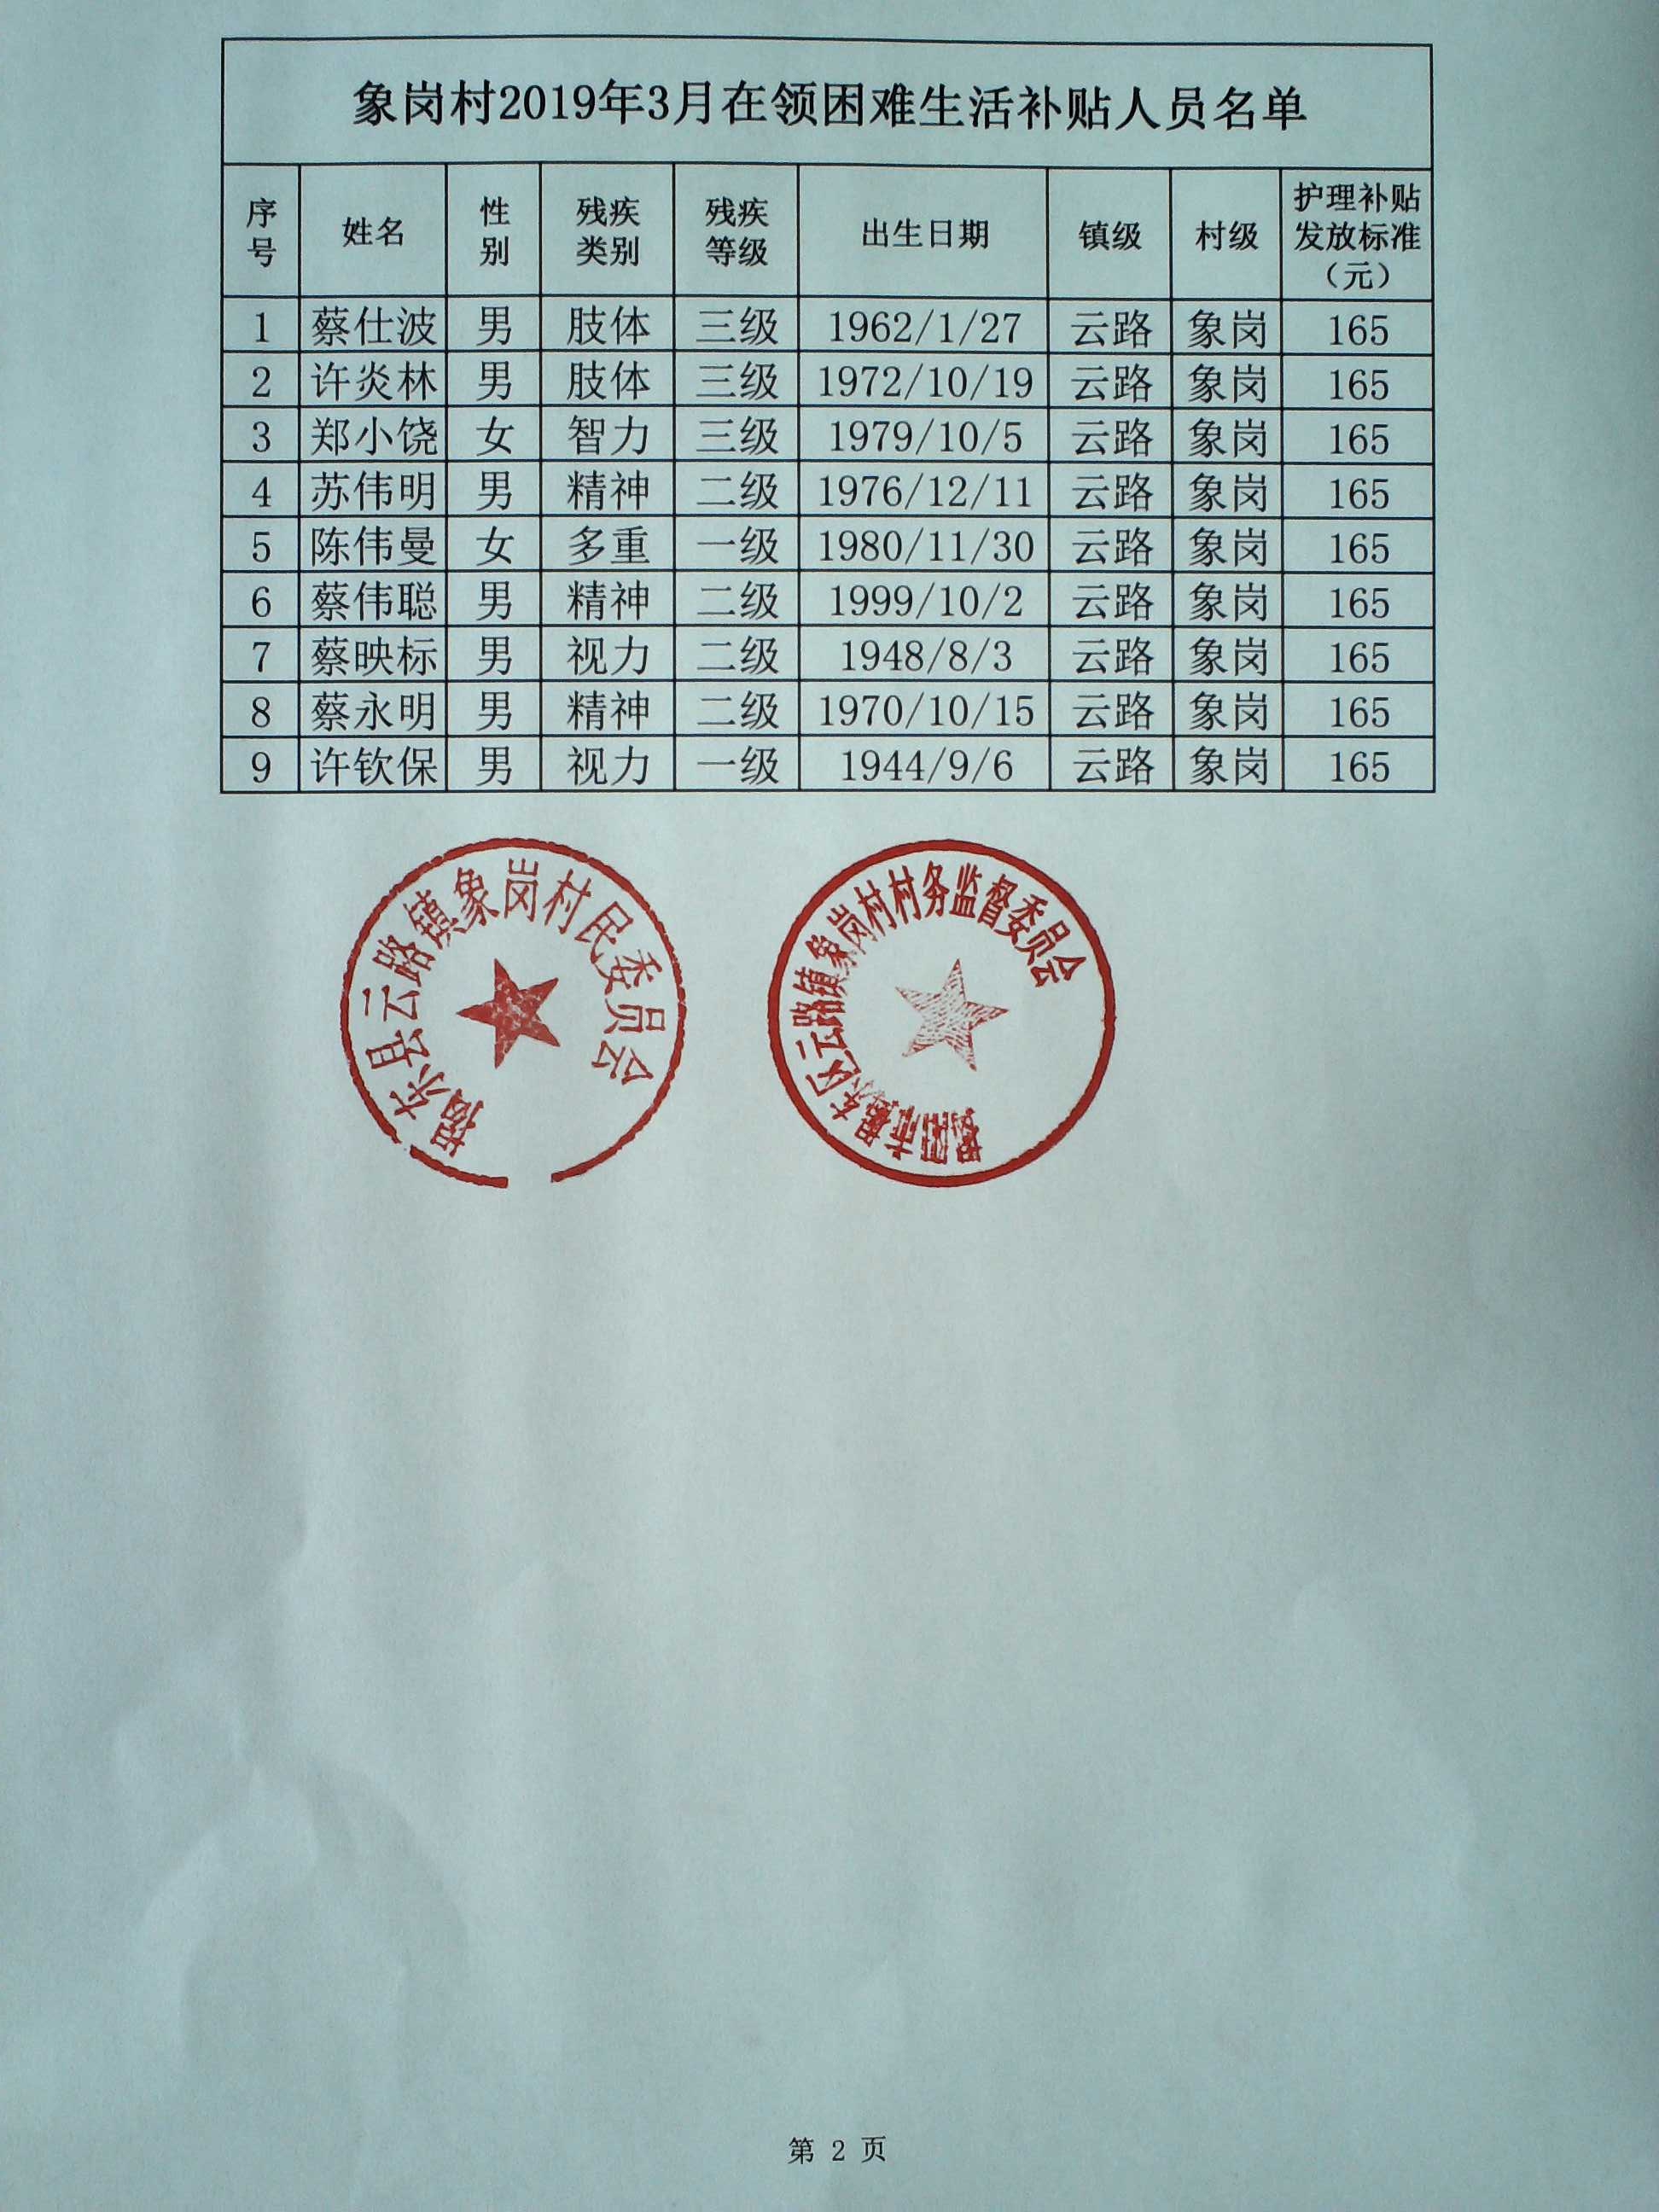 象岗村2019年3月在领困难生活补贴人员名单
序号 姓名 性别 残疾类别 残疾等级 出生日期 镇级 村级 护理补贴发放标准（元）
1 蔡仕波 男 肢体 三级 1962/1/27 云路 象岗 165
2 许炎林 男 肢体 三级 1972/10/19 云路 象岗 165
3 郑小饶 女 智力 三级 1979/10/5 云路 象岗 165
4 苏伟明 男 精神 二级 1976/12/11 云路 象岗 165
5 陈伟曼 女 多重 一级 1980/11/30 云路 象岗 165
6 蔡伟聪 男 精神 二级 1999/10/2 云路 象岗 165
7 蔡映标 男 视力 二级 1948/8/3 云路 象岗 165
8 蔡永明 男 精神 二级 1970/10/15 云路 象岗 165
9 许钦保 男 视力 一级 1944/9/6 云路 象岗 165
揭东县云路镇象岗村民委员会
揭阳市揭东区云路镇象岗村村务监督委员会
第 2 页